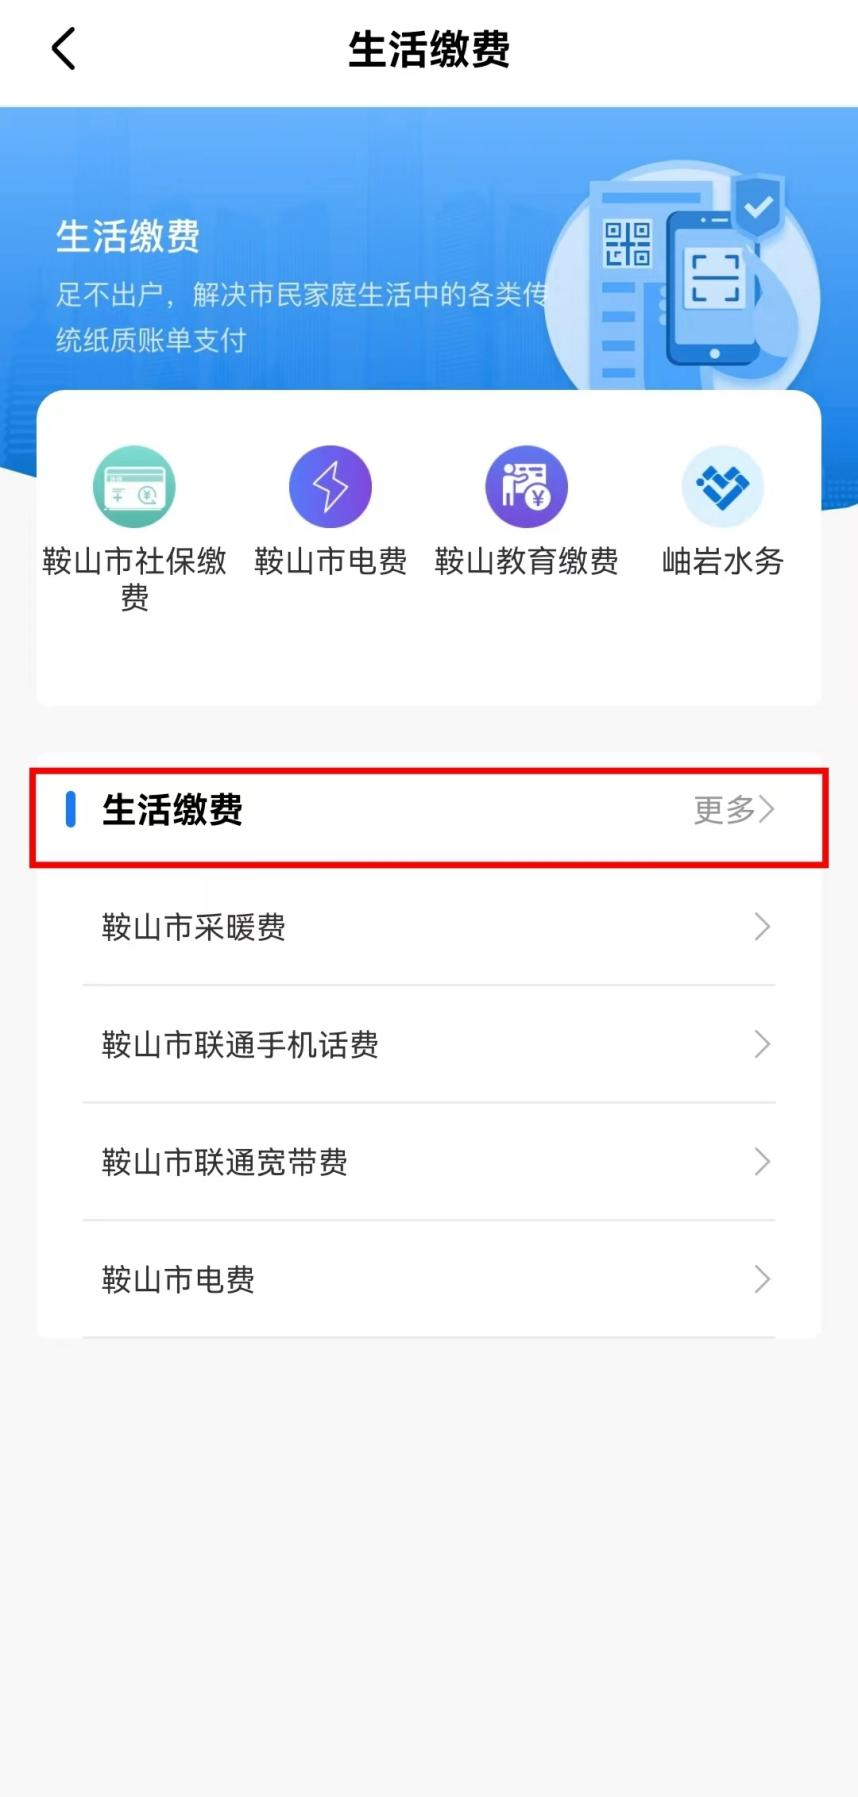 生活缴费
生活缴费
足不出户，解决市民家庭生活中的各类传
统纸质账单支付
鞍山市社保缴
费
鞍山市电费
鞍山教育缴费
岫岩水务
生活缴费
更多
鞍山市采暖费
鞍山市联通手机话费
鞍山市联通宽带费
鞍山市电费